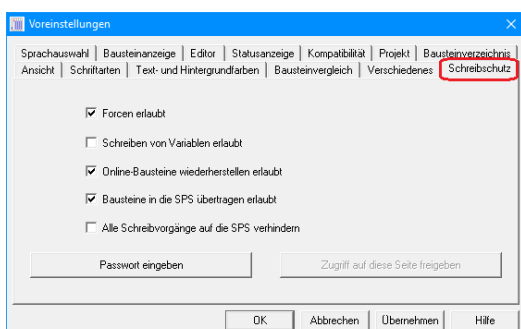 Voreinstellungen
Sprachauswahl Bausteinanzeige Editor Statusanzeige Kompatibilität Projekt Bausteinverzeichnis
Ansicht Schriftarten Text- und Hintergrundfarben Bausteinvergleich Verschiedenes Schreibschutz
Forcen erlaubt
Schreiben von Variablen erlaubt
Online-Bausteine wiederherstellen erlaubt
Bausteine in die SPS übertragen erlaubt
Alle Schreibvorgänge auf die SPS verhindern
Passwort eingeben Zugriff auf diese Seite freigeben
OK Abbrechen Übernehmen Hilfe